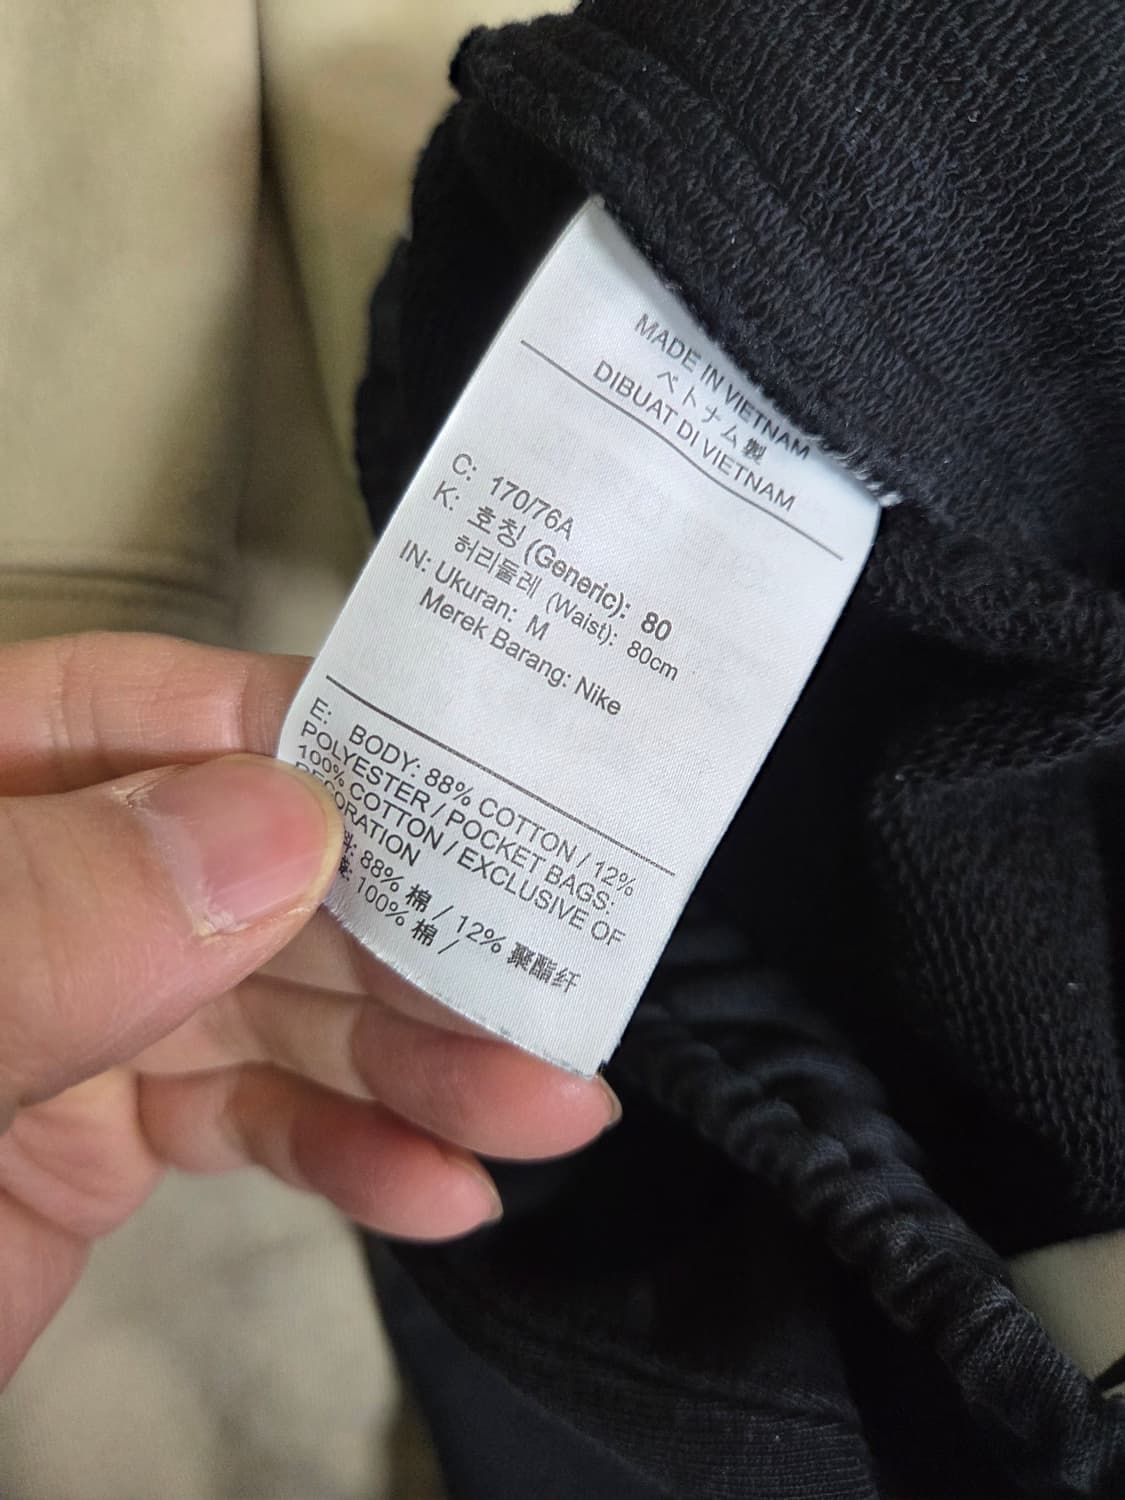 MADE IN VIETNAM
ベトナム製
DIBUAT DI VIETNAM
C: 170/76A
K: 호칭 (Generic): 80
허리둘레 (Waist): 80cm
IN: Ukuran: M
Merek Barang: Nike
E: BODY: 88% COTTON / 12%
POLYESTER / POCKET BAGS:
100% COTTON / EXCLUSIVE OF
DECORATION
88% 棉 / 12% 聚酯纤
100% 棉 /